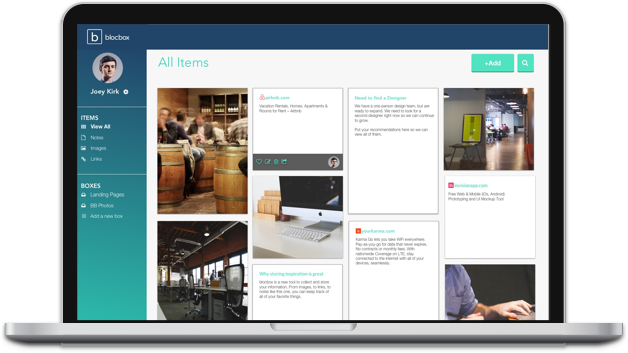 b blocbox
All Items
+Add
Joey Kirk
ITEMS
View All
Notes
Images
Links
BOXES
Landing Pages
BB Photos
Add a new box
airbnb.com
Vacation Rentals, Homes, Apartments &
Rooms for Rent – Airbnb
Need to find a Designer
We have a one-person design team, but are
ready to expand. We need to look for a
second designer right now so we can continue
to grow.
Put your recommendations here so we can
view all of them.
Free Web & Mobile (iOs, Android)
Prototyping and UI Mockup Tool
yourkarma.com
Karma Go lets you take WiFi everywhere.
Pay-as-you-go for data that never expires.
No contracts or monthly fees. With
nationwide Coverage on LTE, stay
connected to the internet with all of your
devices, seamlessly.
Why storing inspiration is great
blocbox is a new tool to collect and store
your information. From images, to links, to
notes like this one, you can keep track of
all of your favorite things.